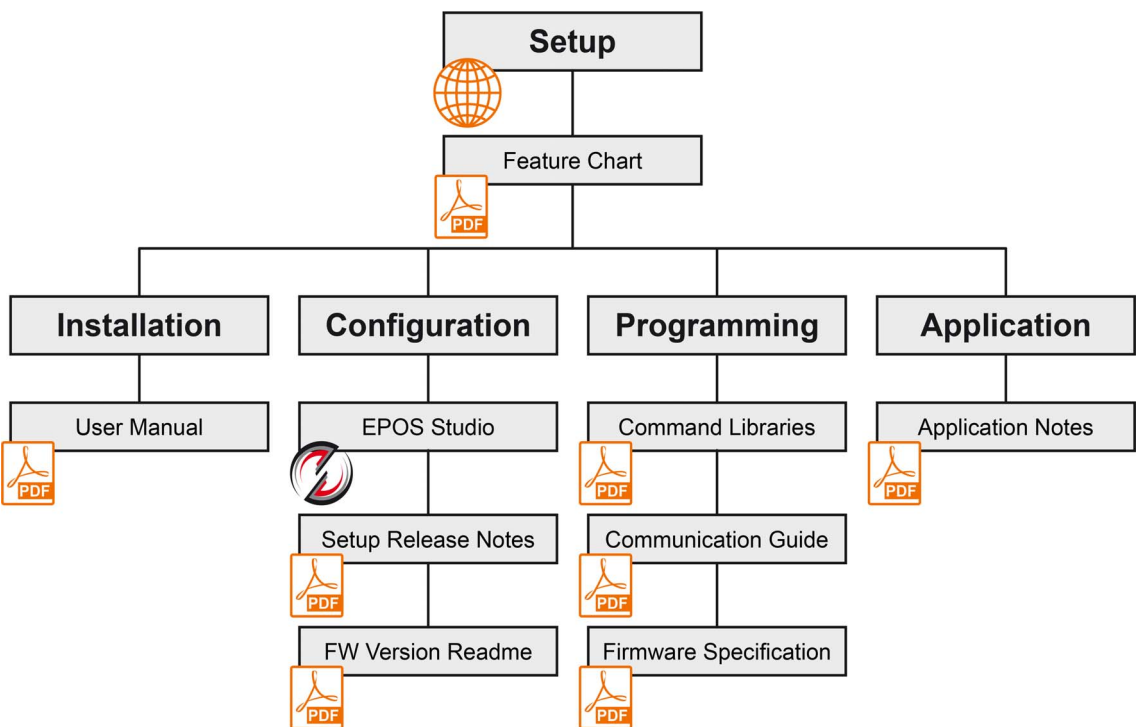 Setup
Feature Chart
PDF
Installation
Configuration
Programming
Application
User Manual
EPOS Studio
Command Libraries
Application Notes
PDF
PDF
PDF
Setup Release Notes
Communication Guide
PDF
PDF
FW Version Readme
Firmware Specification
PDF
PDF